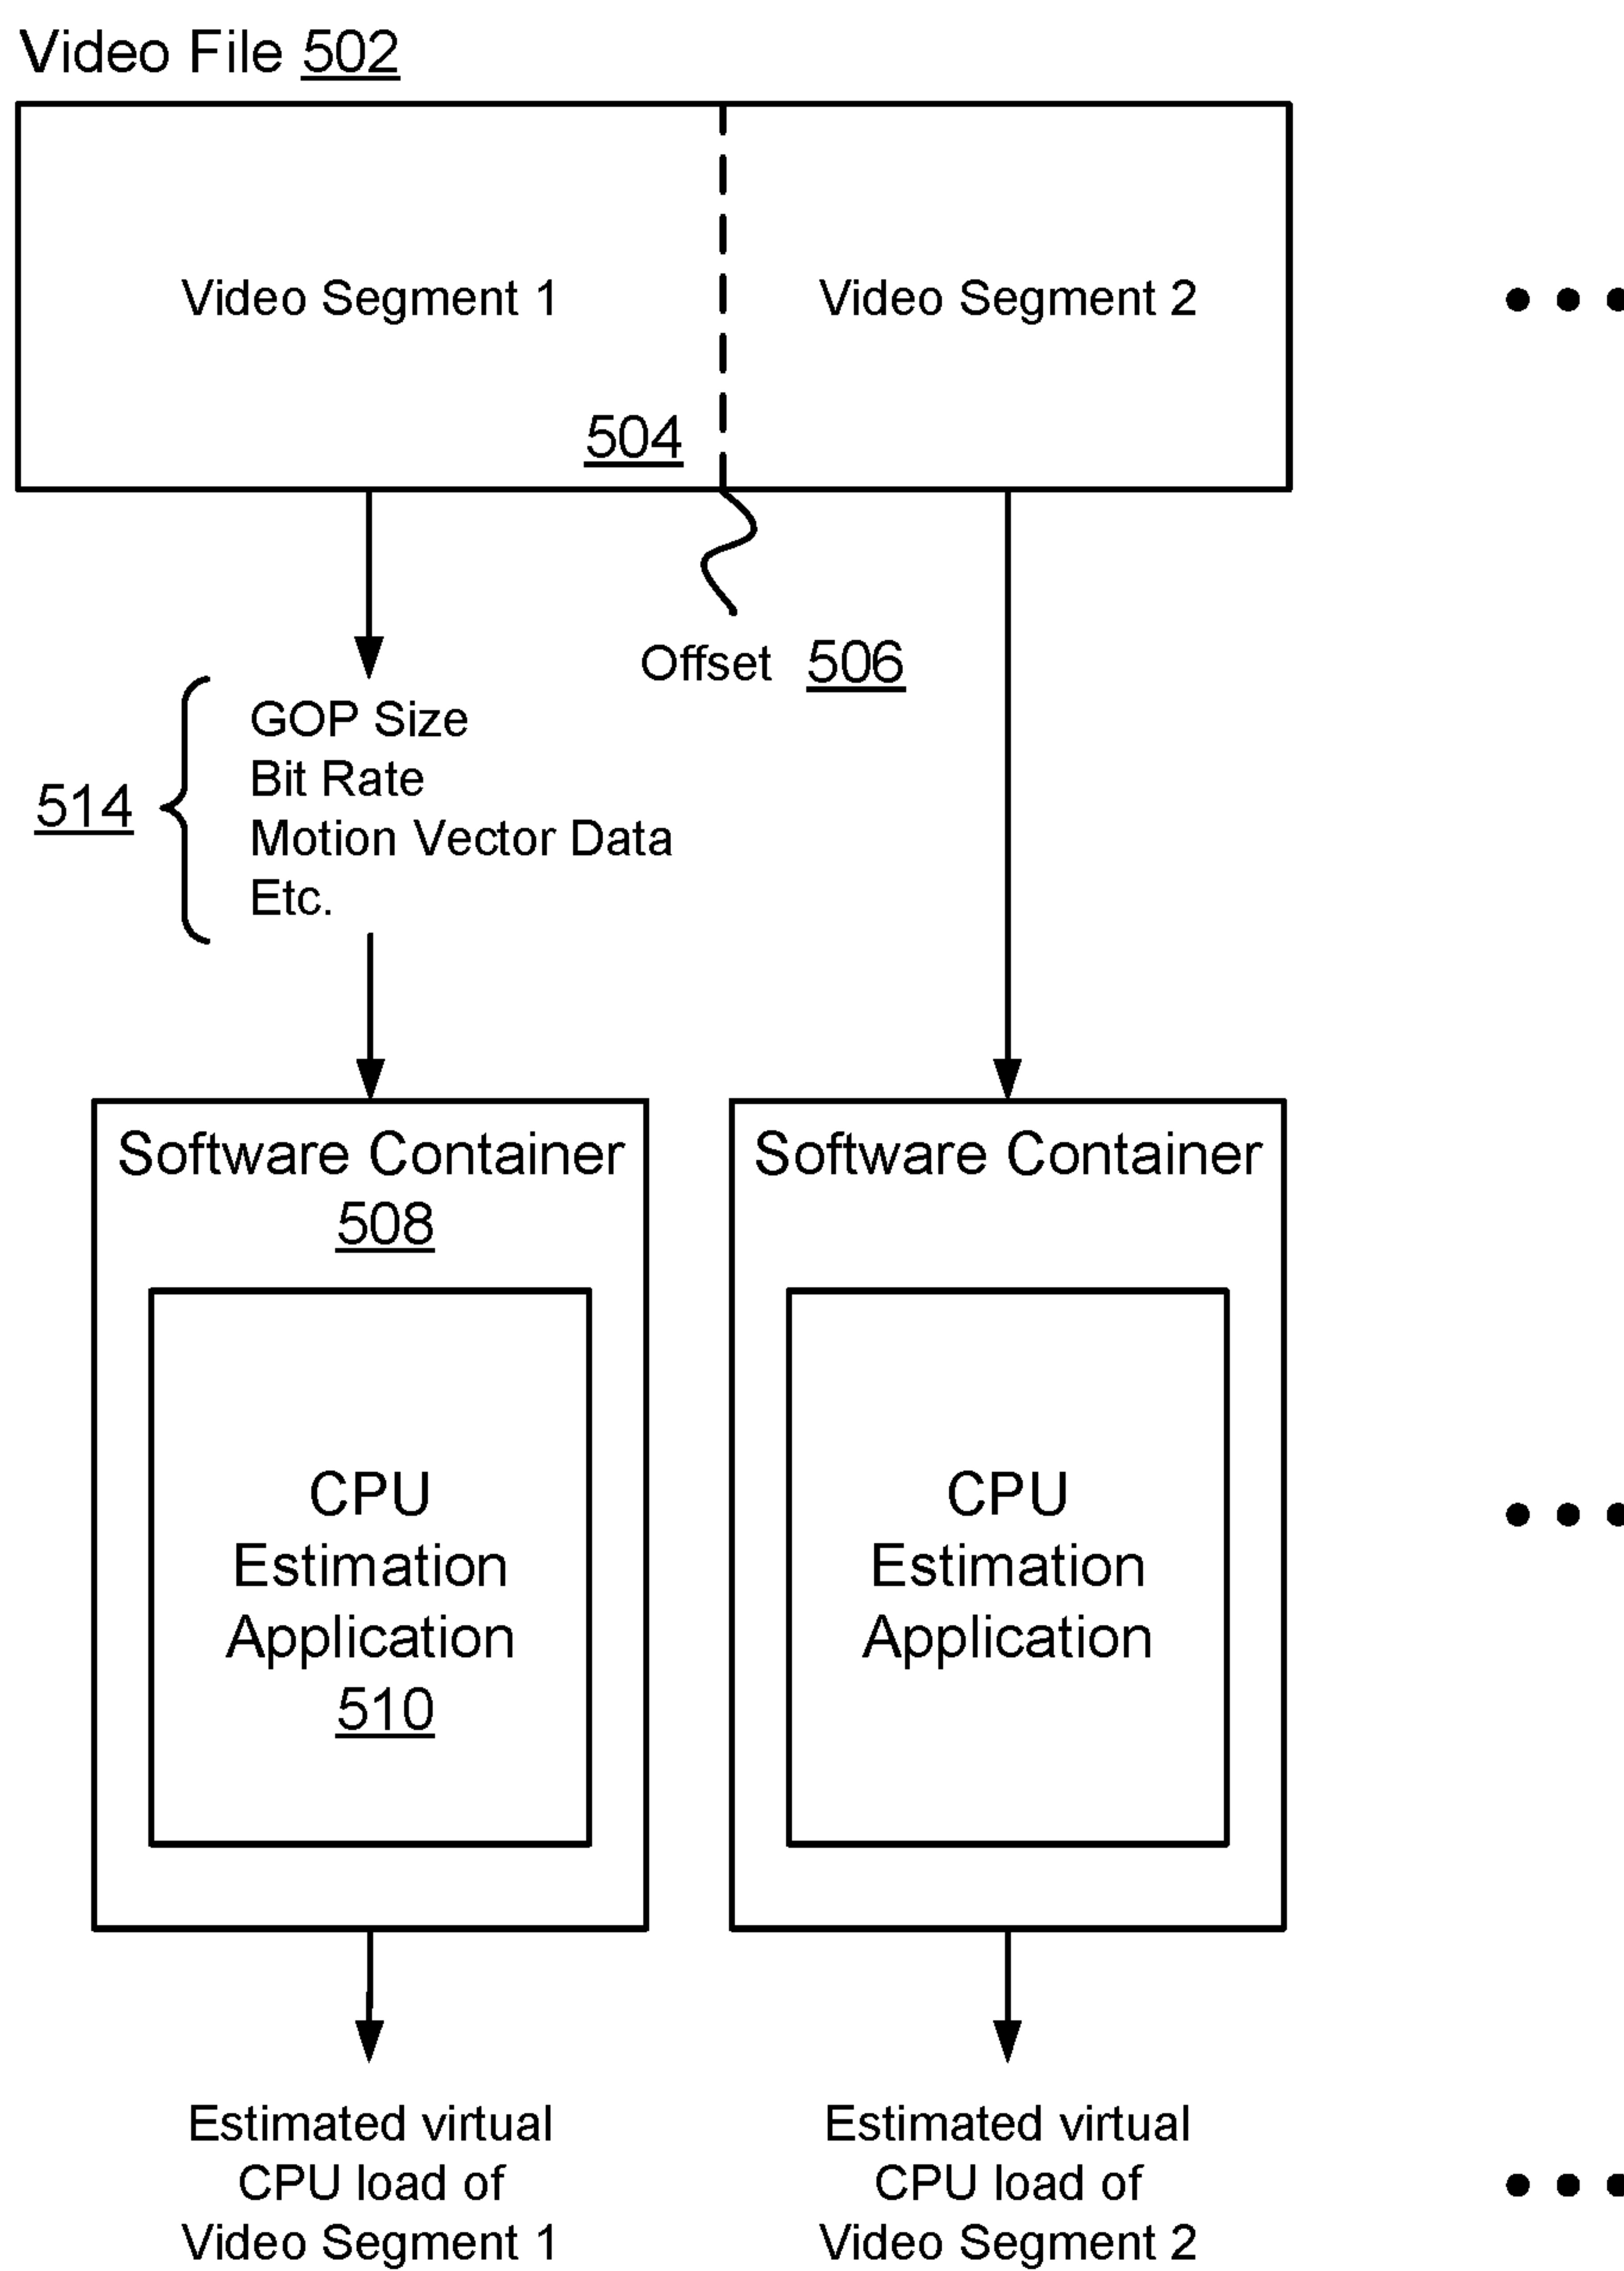 Video File 502
Video Segment 1
Video Segment 2
504
Offset 506
514
GOP Size
Bit Rate
Motion Vector Data
Etc.
Software Container
508
CPU
Estimation
Application
510
Software Container
CPU
Estimation
Application
Estimated virtual
CPU load of
Video Segment 1
Estimated virtual
CPU load of
Video Segment 2